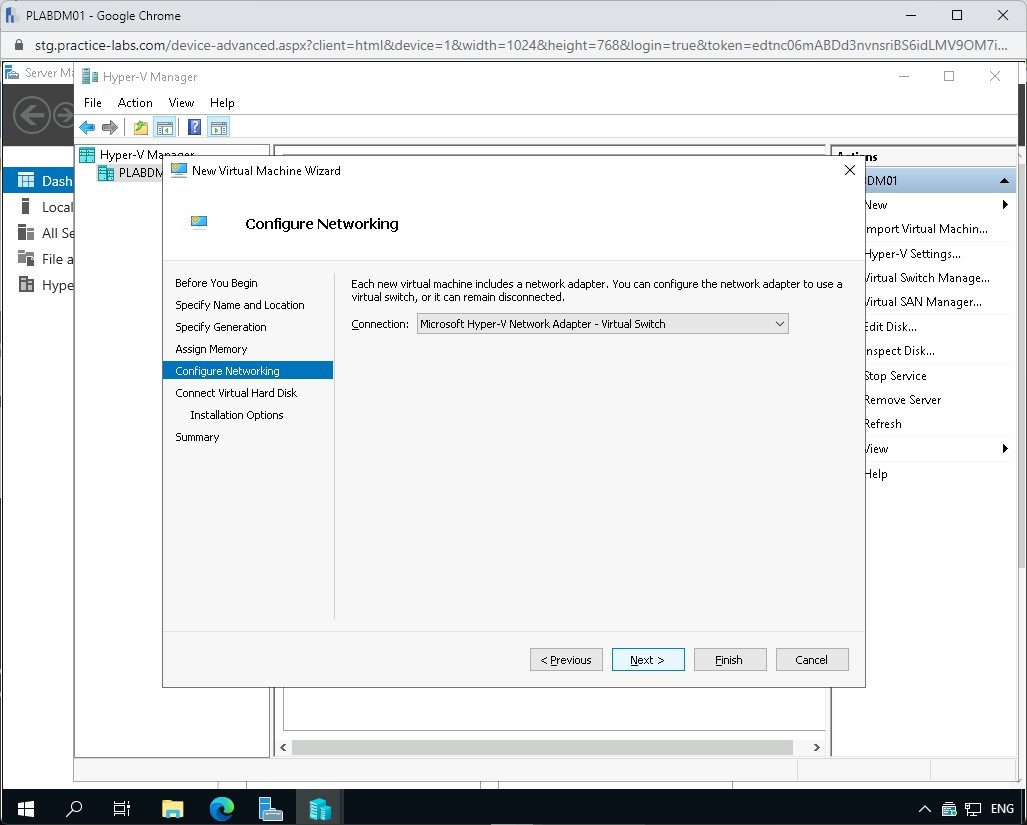 PLABDM01 - Google Chrome
stg.practice-labs.com/device-advanced.aspx?client=html&device=1&width=1024&height=768&login=true&token=edtnc06mABDd3nvnsriBS6idLMV9OM7i...
Server Ma
Hyper-V Manager
File Action View Help
Hyper-V Manager
PLABDM
Dash
Local
All Se
File a
Hype
New Virtual Machine Wizard
Configure Networking
Before You Begin
Specify Name and Location
Specify Generation
Assign Memory
Configure Networking
Connect Virtual Hard Disk
Installation Options
Summary
Each new virtual machine includes a network adapter. You can configure the network adapter to use a
virtual switch, or it can remain disconnected.
Connection: Microsoft Hyper-V Network Adapter - Virtual Switch
< Previous
Next >
Finish
Cancel
Actions
BDM01
New
mport Virtual Machin...
Hyper-V Settings...
Virtual Switch Manage...
Virtual SAN Manager...
Edit Disk...
nspect Disk...
Stop Service
Remove Server
Refresh
View
Help
ENG